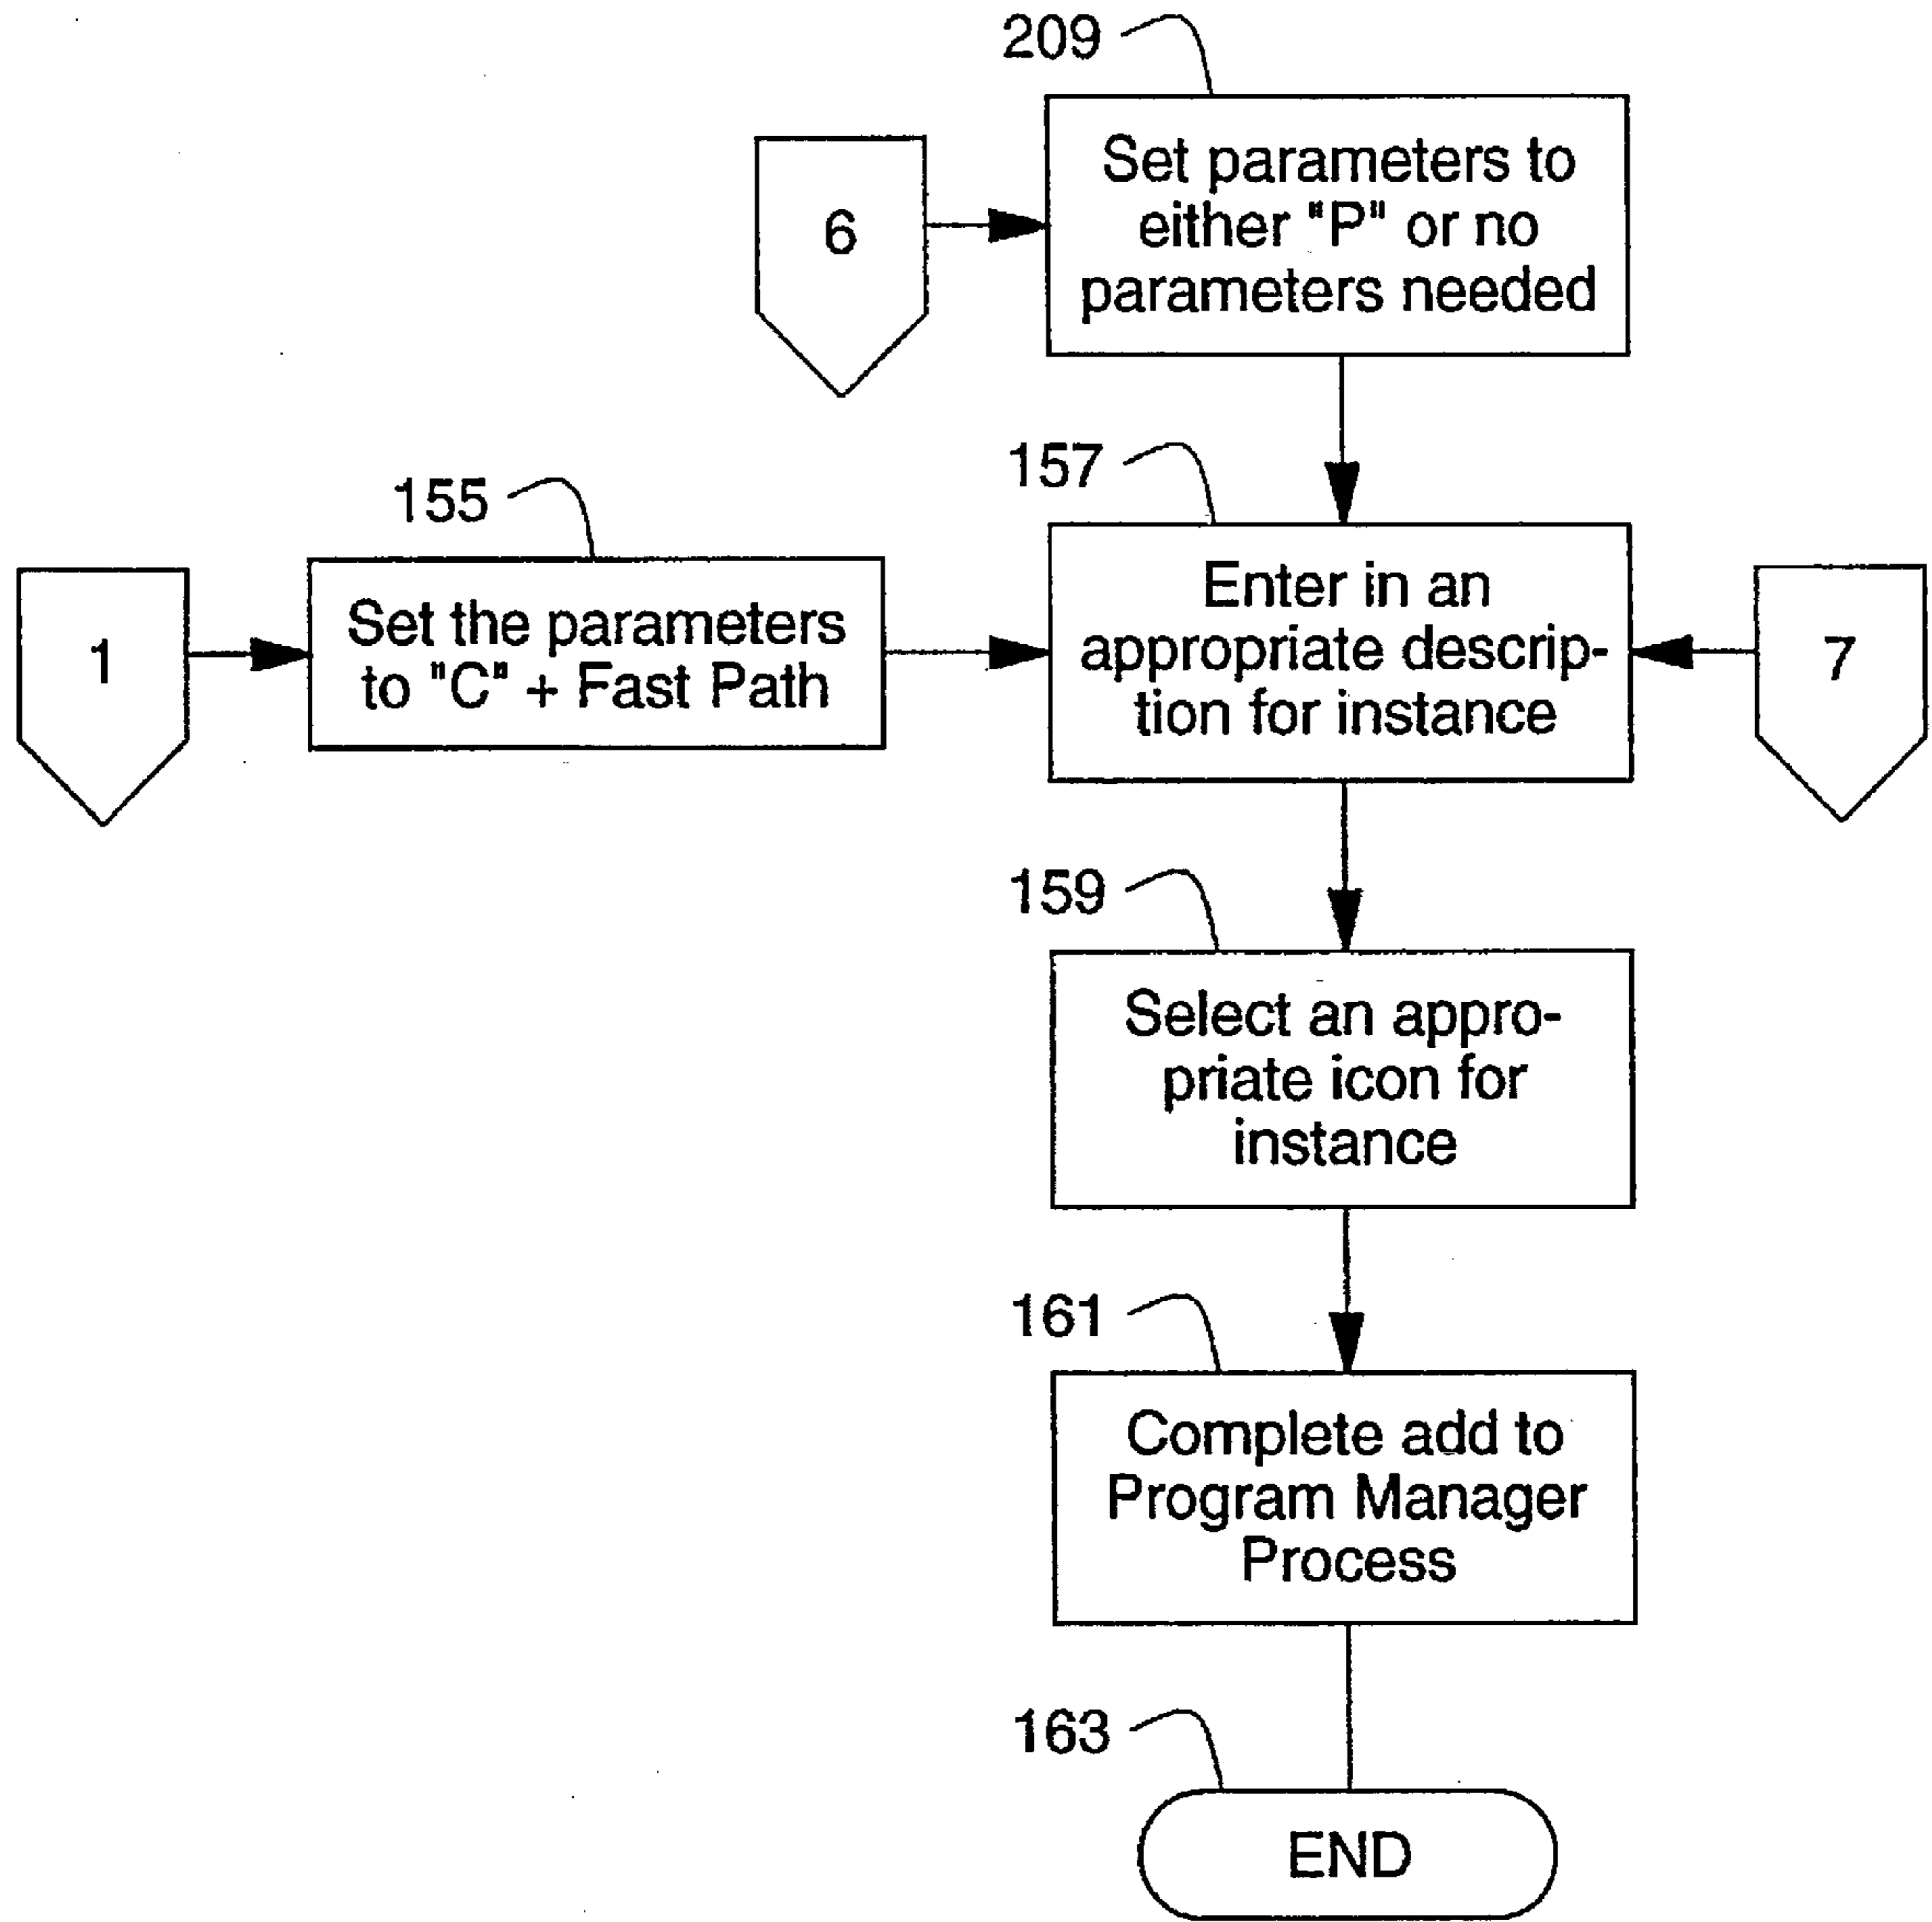 209
Set parameters to
either "P" or no
parameters needed
6
157
155
1
Set the parameters
to "C" + Fast Path
Enter in an
appropriate descrip-
tion for instance
7
159
Select an appro-
priate icon for
instance
161
Complete add to
Program Manager
Process
163
END